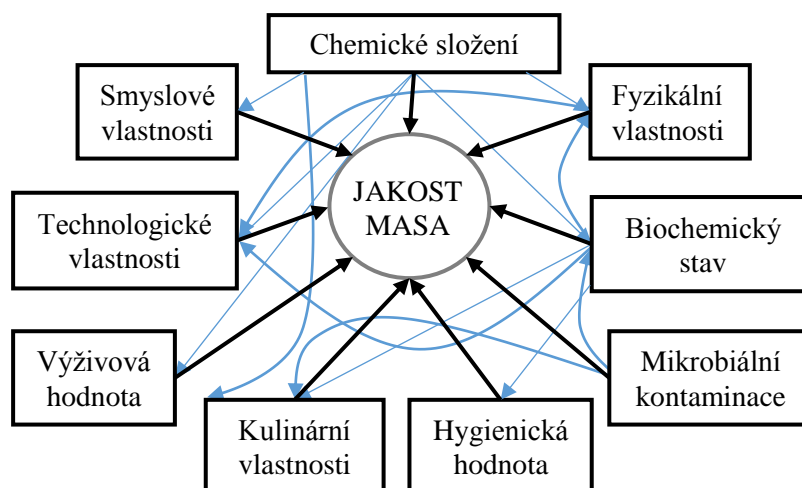 Chemické složení
Smyslové
vlastnosti
Fyzikální
vlastnosti
JAKOST
MASA
Technologické
vlastnosti
Biochemický
stav
Výživová
hodnota
Mikrobiální
kontaminace
Kulinární
vlastnosti
Hygienická
hodnota